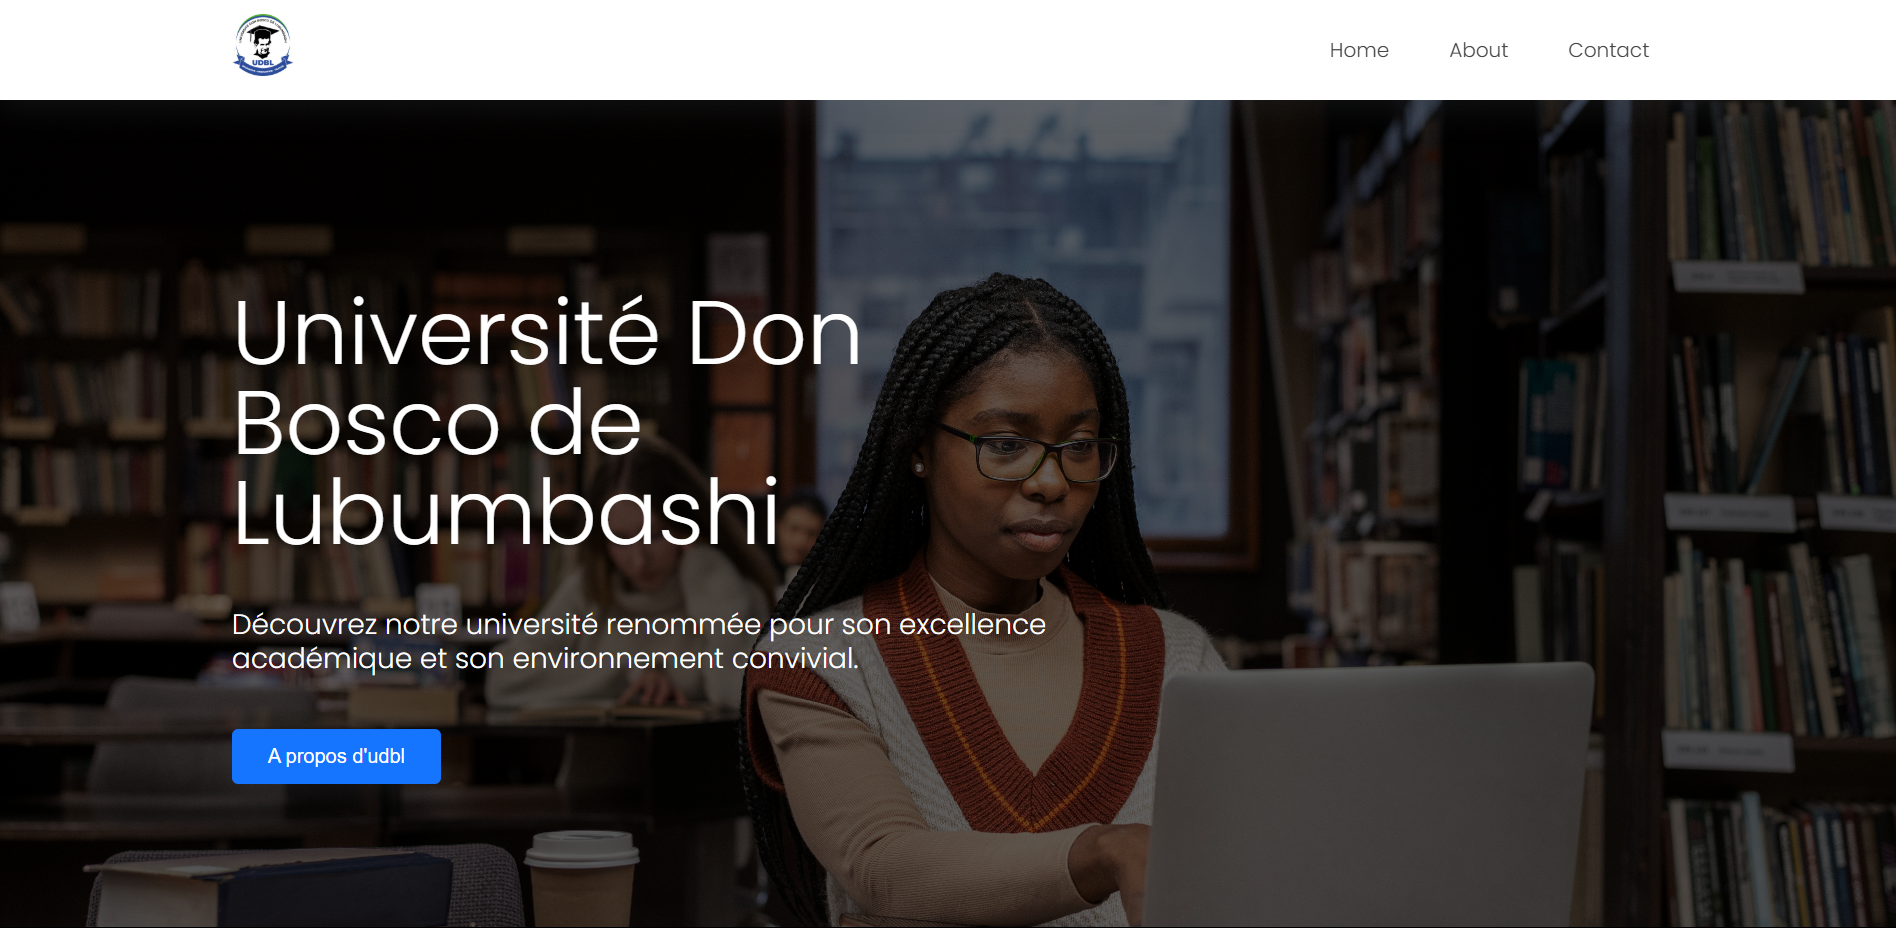 UDBL
Home
About
Contact
Université Don
Bosco de
Lubumbashi
Découvrez notre université renommée pour son excellence
académique et son environnement convivial.
A propos d'udbl